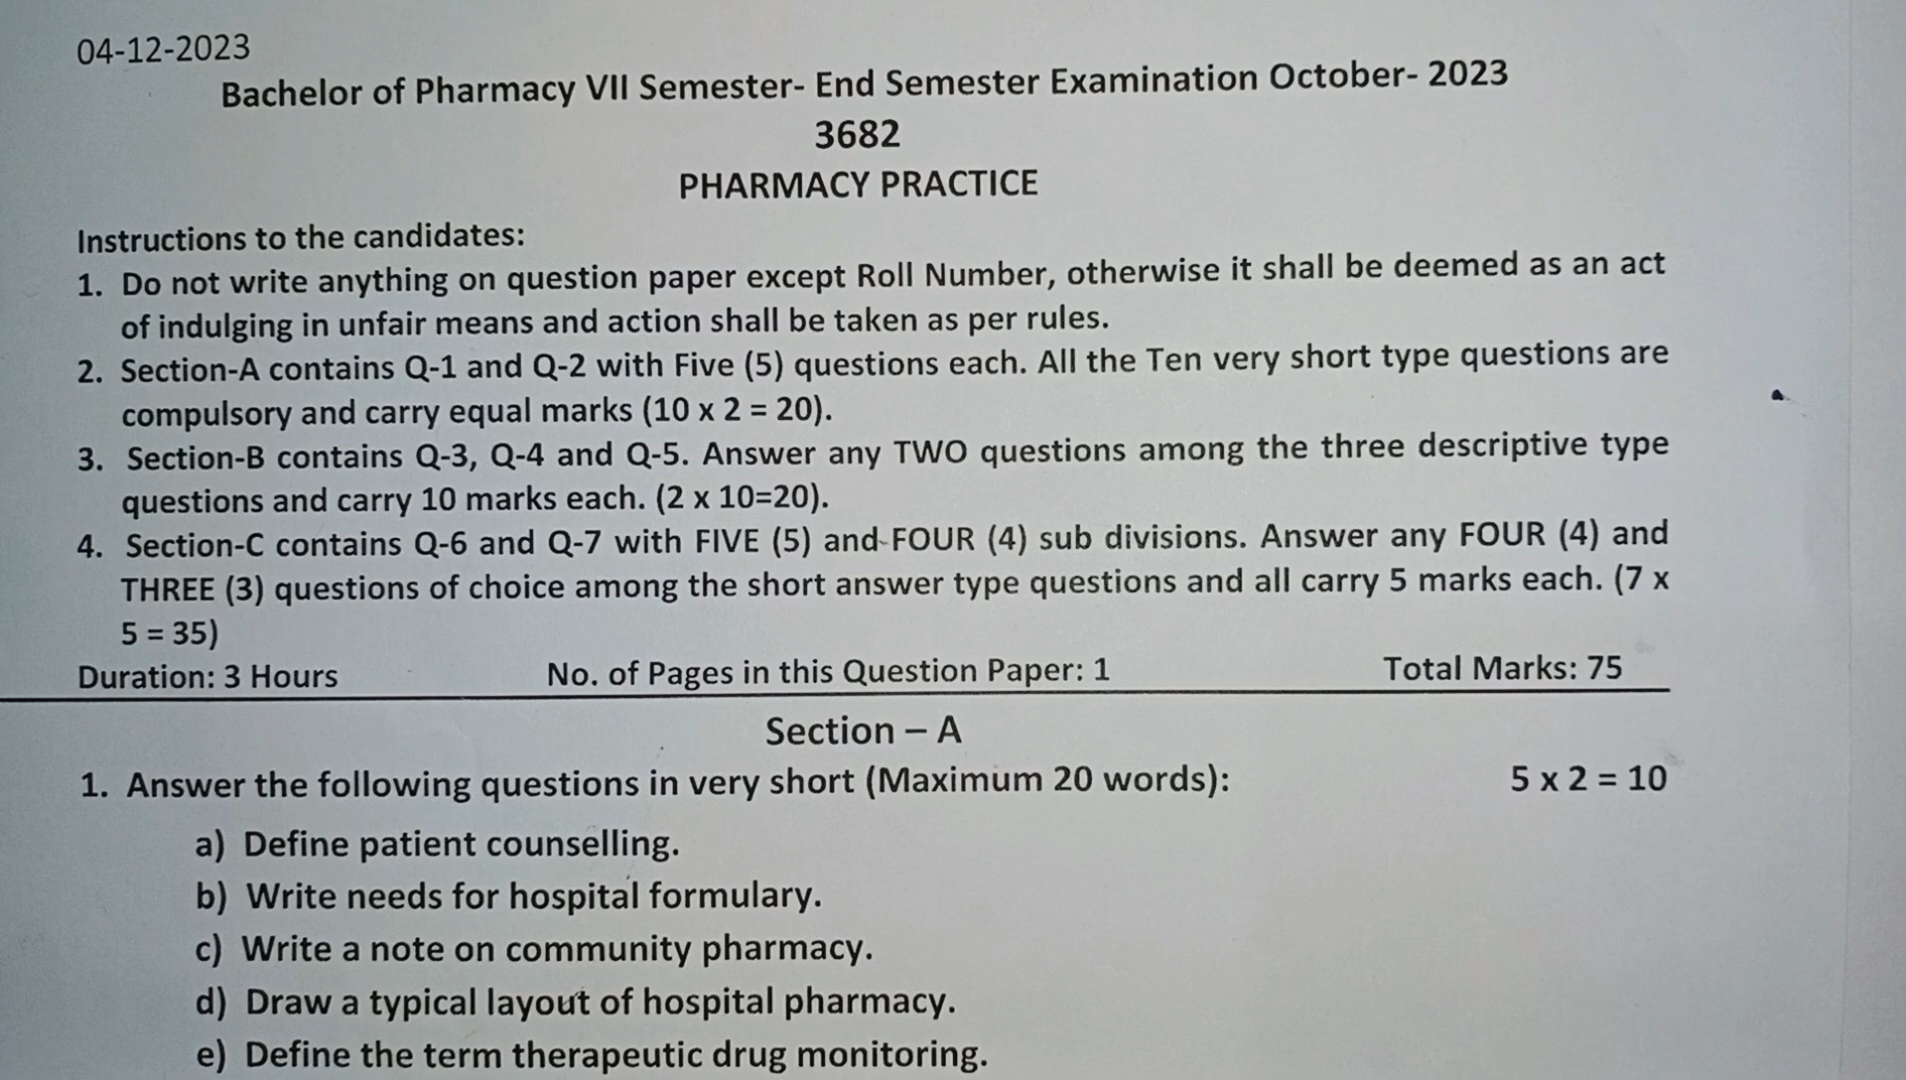 04-12-2023
Bachelor of Pharmacy VII Semester- End Semester Examination October- 2023
3682
PHARMACY PRACTICE
Instructions to the candidates:
1. Do not write anything on question paper except Roll Number, otherwise it shall be deemed as an act
of indulging in unfair means and action shall be taken as per rules.
2. Section-A contains Q-1 and Q-2 with Five (5) questions each. All the Ten very short type questions are
compulsory and carry equal marks (10 x 2 = 20).
3. Section-B contains Q-3, Q-4 and Q-5. Answer any TWO questions among the three descriptive type
questions and carry 10 marks each. (2 x 10=20).
4. Section-C contains Q-6 and Q-7 with FIVE (5) and FOUR (4) sub divisions. Answer any FOUR (4) and
THREE (3) questions of choice among the short answer type questions and all carry 5 marks each. (7 x
5 = 35)
Duration: 3 Hours No. of Pages in this Question Paper: 1 Total Marks: 75
Section – A
1. Answer the following questions in very short (Maximum 20 words): 5 x 2 = 10
a) Define patient counselling.
b) Write needs for hospital formulary.
c) Write a note on community pharmacy.
d) Draw a typical layout of hospital pharmacy.
e) Define the term therapeutic drug monitoring.